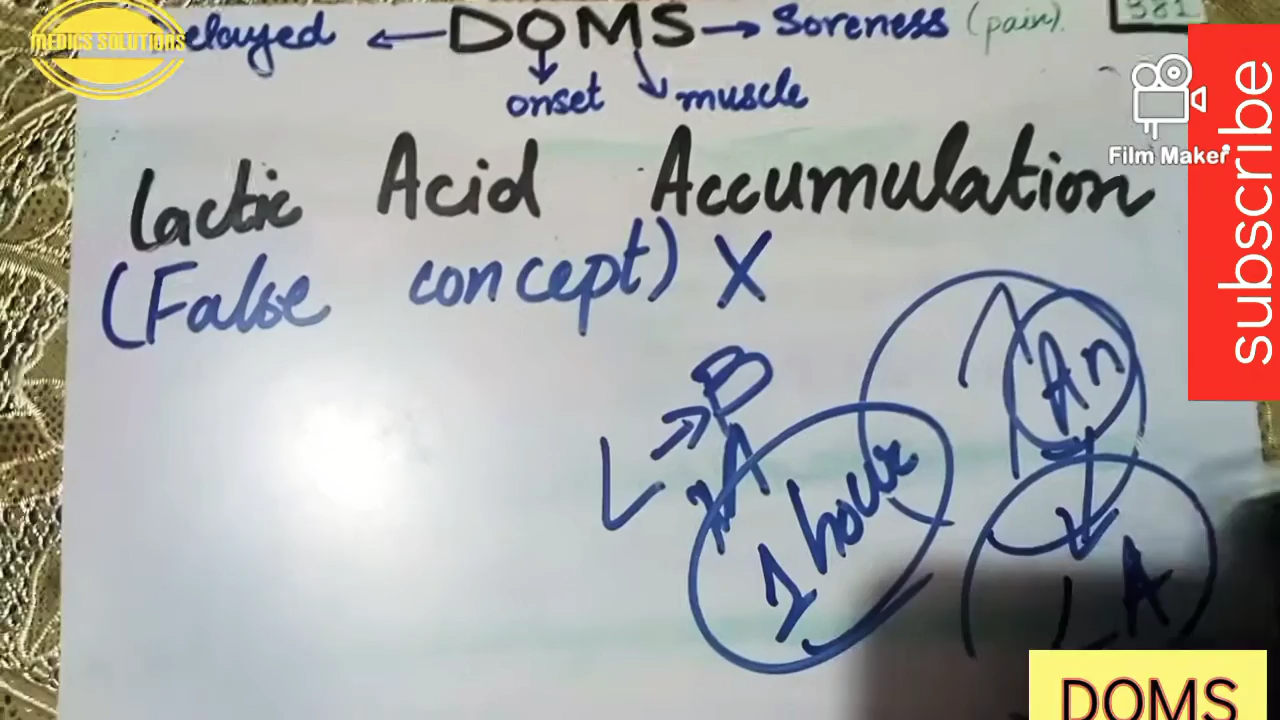 MEDICS SOLUTIONS
elayed ← DOMS → Soreness (pain).
381
onset muscle
Film Maker
subscribe
Lactic Acid Accumulation
(False concept) X
An
L → B
1 hour
LA
DOMS